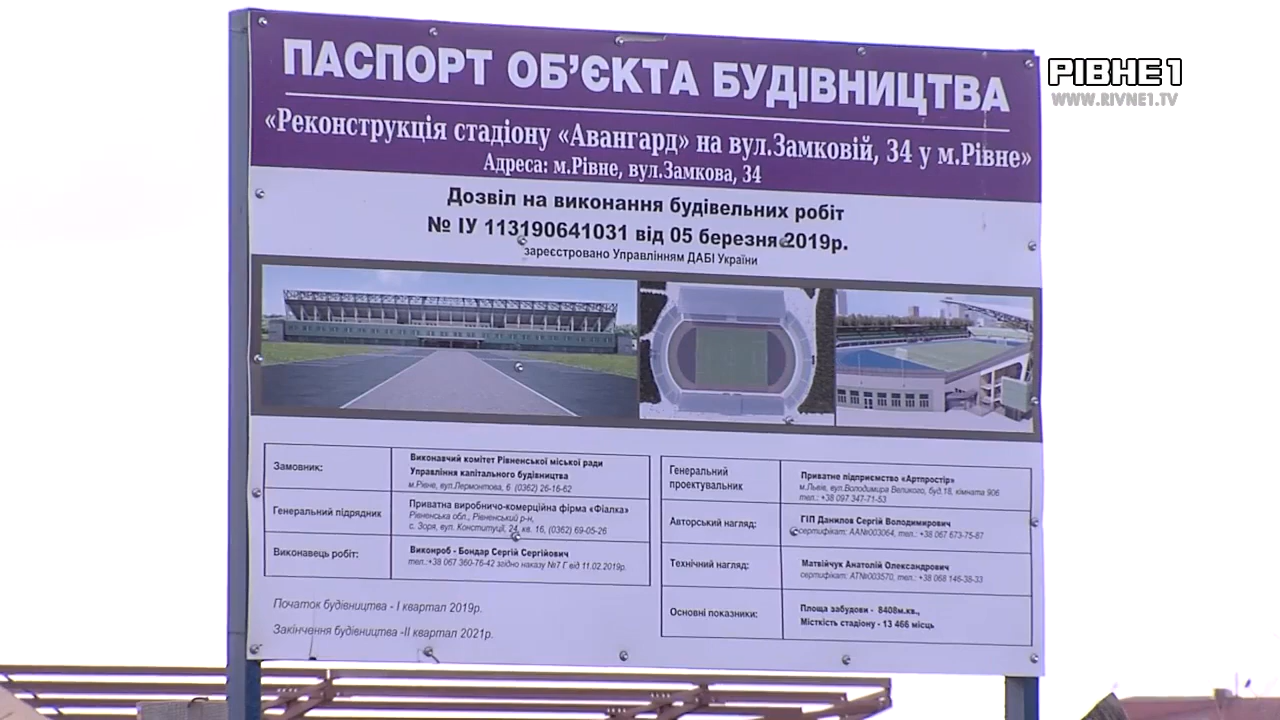 ПАСПОРТ ОБ’ЄКТА БУДІВНИЦТВА
«Реконструкція стадіону «Авангард» на вул.Замковій, 34 у м.Рівне»
Адреса: м.Рівне, вул.Замкова, 34
РІВНЕ 1
WWW.RIVNE1.TV
Дозвіл на виконання будівельних робіт
№ ІУ 113190641031 від 05 березня 2019р.
зареєстровано Управлінням ДАБІ України
Замовник:
Виконавчий комітет Рівненської міської ради
Управління капітального будівництва
м.Рівне, вул.Лермонтова, 6 (0362) 26-16-62
Генеральний підрядник
Приватна виробничо-комерційна фірма «Фіалка»
Рівненська обл., Рівненський р-н,
с. Зоря, вул. Конституції, 24, кв. 16, (0362) 69-05-26
Виконавець робіт:
Виконроб - Бондар Сергій Сергійович
тел.:+38 067 360-76-42 згідно наказу №7 Г від 11.02.2019р.
Початок будівництва - І квартал 2019р.
Закінчення будівництва -ІІ квартал 2021р.
Генеральний
проектувальник
Приватне підприємство «Артпростір»
м.Львів, вул.Володимира Великого, буд.18, кімната 906
тел.: +38 097 347-71-53
Авторський нагляд:
ГІП Данилов Сергій Володимирович
сертифікат: АА№003064, тел.: +38 067 673-75-87
Технічний нагляд:
Матвійчук Анатолій Олександрович
сертифікат: АТ№003570, тел.: +38 068 146-38-33
Основні показники:
Площа забудови - 8408м.кв.,
Місткість стадіону - 13 466 місць